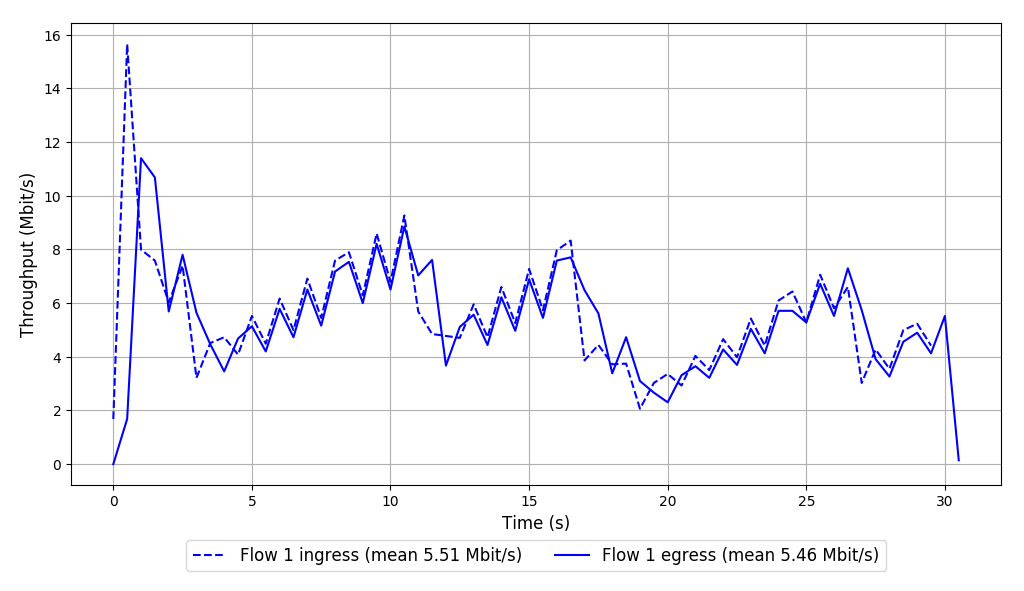 16
14
12
10
8
6
4
2
0
Throughput (Mbit/s)
0 5 10 15 20 25 30
Time (s)
Flow 1 ingress (mean 5.51 Mbit/s) Flow 1 egress (mean 5.46 Mbit/s)